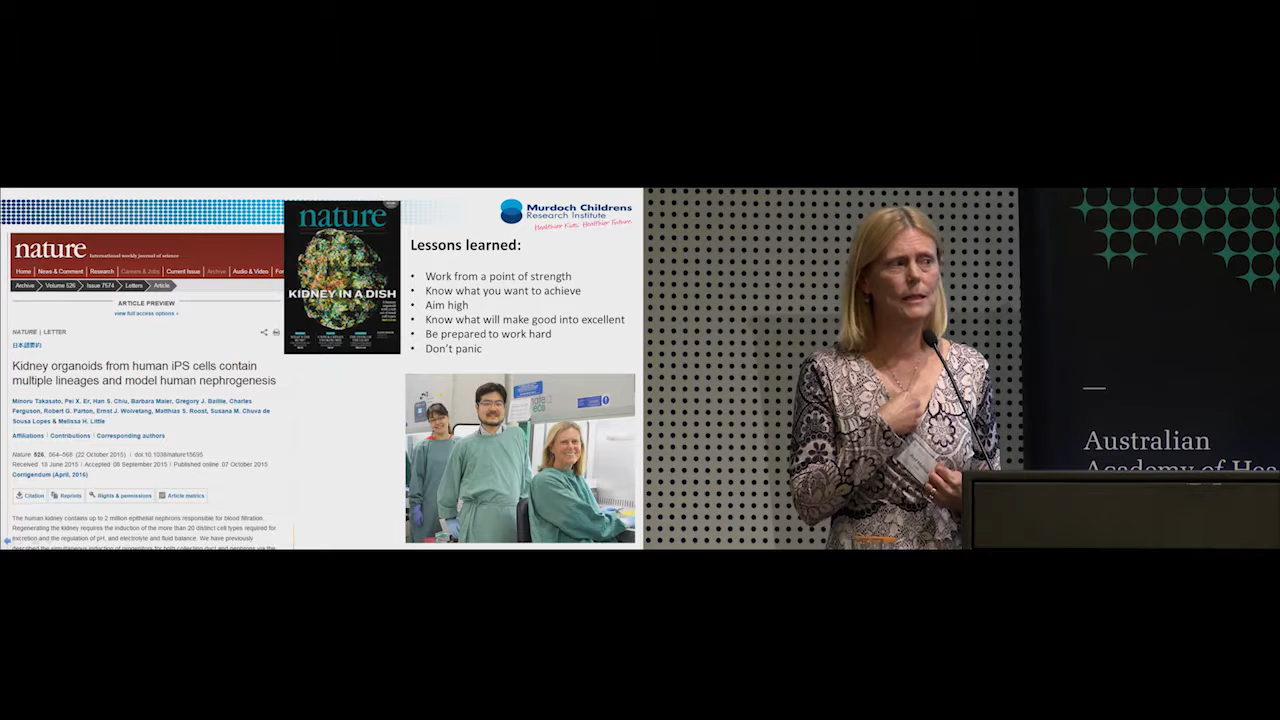 nature International weekly journal of science
Home | News & Comment | Research | Careers & Jobs | Current Issue | Archive | Audio & Video |
Archive Volume 526 Issue 7574 Letters Article
ARTICLE PREVIEW
view full access options
NATURE | LETTER
日本語要約
Kidney organoids from human iPS cells contain
multiple lineages and model human nephrogenesis
Minoru Takasato, Pei X. Er, Han S. Chiu, Barbara Maier, Gregory J. Baillie, Charles
Ferguson, Robert G. Parton, Ernst J. Wolvetang, Matthias S. Roost, Susana M. Chuva de
Sousa Lopes & Melissa H. Little
Affiliations | Contributions | Corresponding authors
Nature 526, 564–568 (22 October 2015) | doi:10.1038/nature15695
Received 18 June 2015 | Accepted 08 September 2015 | Published online 07 October 2015
Corrigendum (April, 2016)
Citation Reprints Rights & permissions Article metrics
The human kidney contains up to 2 million epithelial nephrons responsible for blood filtration.
Regenerating the kidney requires the induction of the more than 20 distinct cell types required for
excretion and the regulation of pH, and electrolyte and fluid balance. We have previously
nature
KIDNEY IN A DISH
Murdoch Childrens
Research Institute
Healthier Kids. Healthier Future.
Lessons learned:
• Work from a point of strength
• Know what you want to achieve
• Aim high
• Know what will make good into excellent
• Be prepared to work hard
• Don't panic
Australian
Academy of